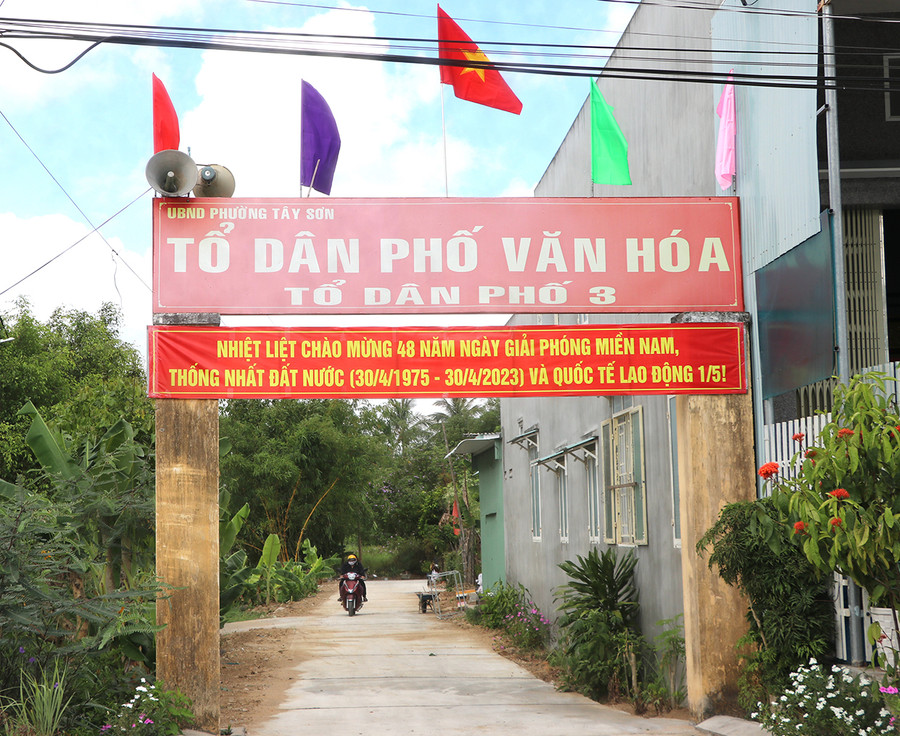 UBND PHƯỜNG TÂY SƠN
TỔ DÂN PHỐ VĂN HÓA
TỔ DÂN PHỐ 3
NHIỆT LIỆT CHÀO MỪNG 48 NĂM NGÀY GIẢI PHÓNG MIỀN NAM,
THỐNG NHẤT ĐẤT NƯỚC (30/4/1975 - 30/4/2023) VÀ QUỐC TẾ LAO ĐỘNG 1/5!